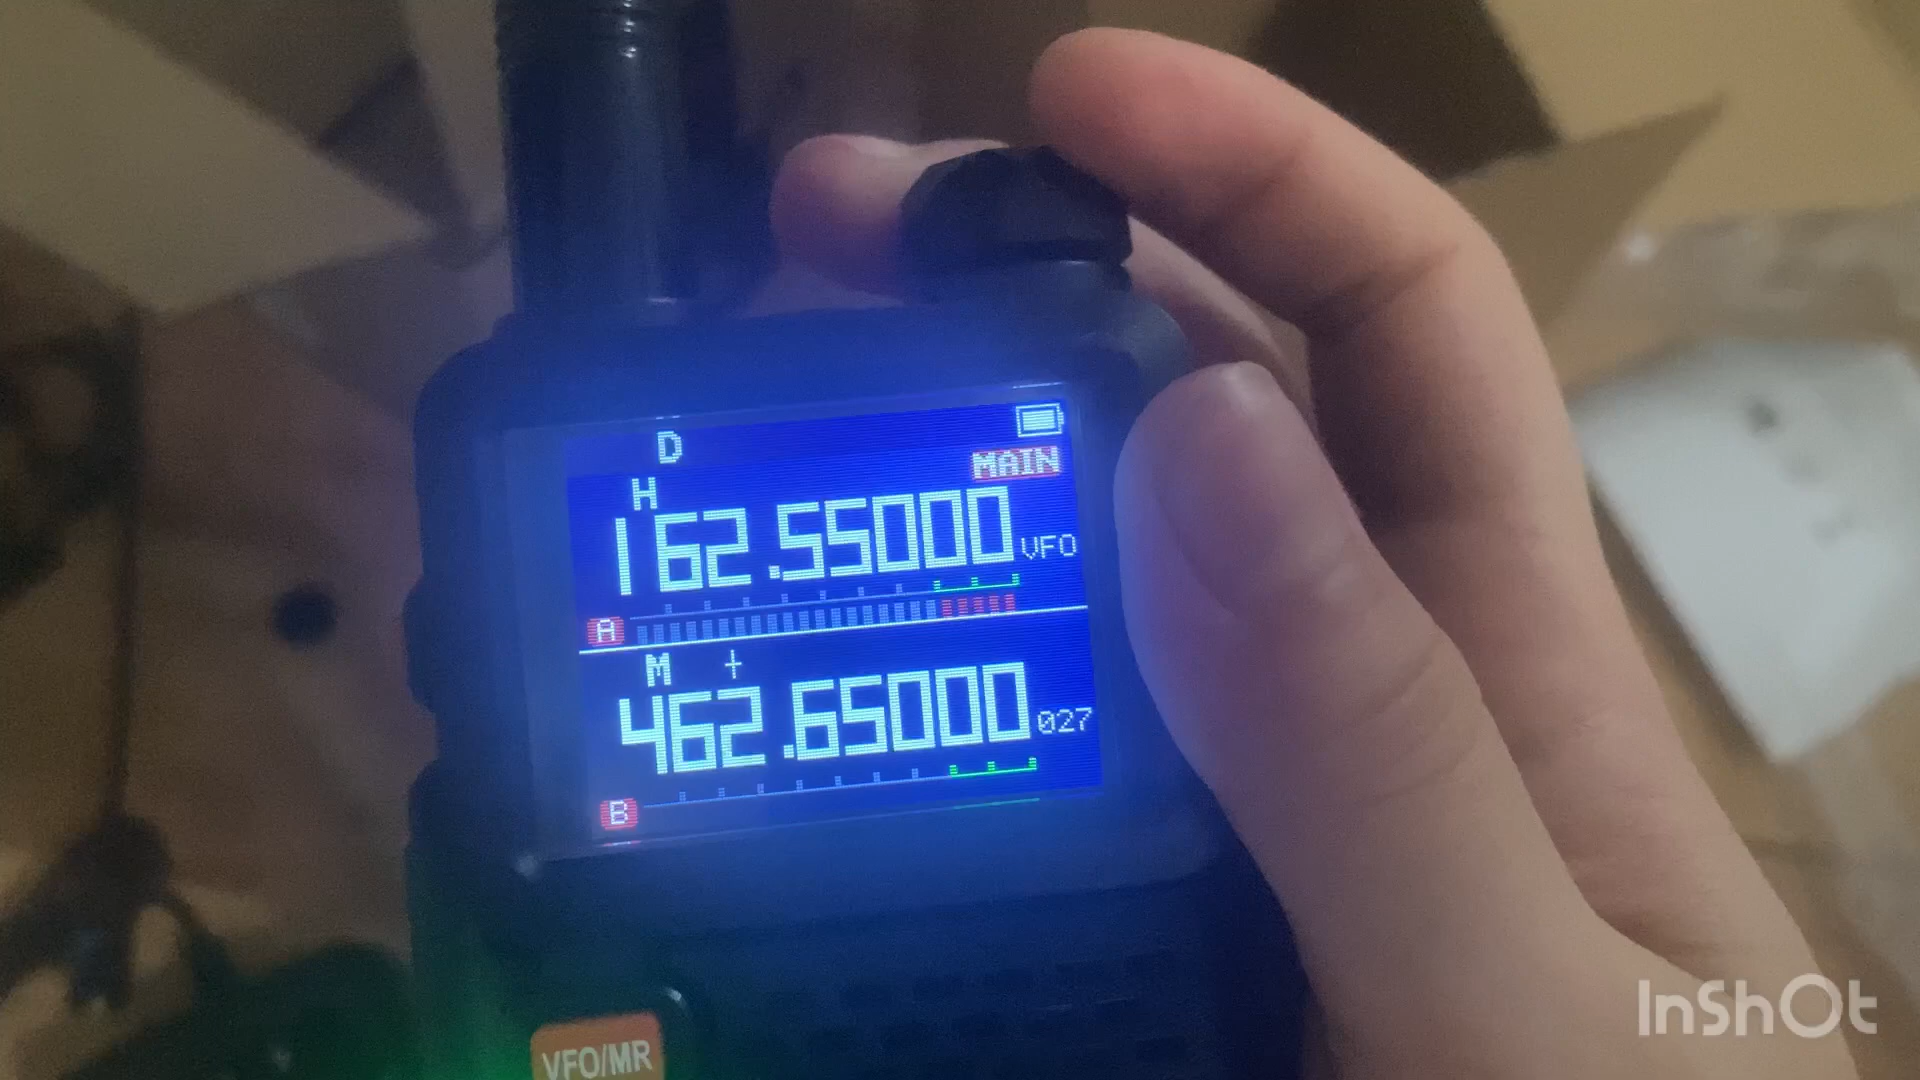 D
MAIN
H
162.55000 VFO
A
M +
462.65000 027
B
VFO/MR
InShOt